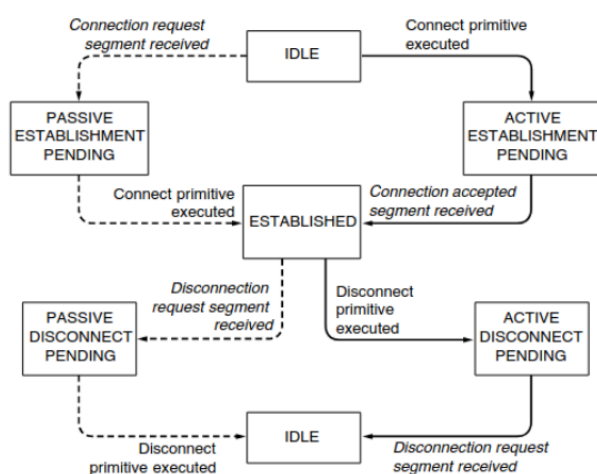 Connection request
segment received
IDLE
Connect primitive
executed
PASSIVE
ESTABLISHMENT
PENDING
ACTIVE
ESTABLISHMENT
PENDING
Connect primitive
executed
ESTABLISHED
Connection accepted
segment received
Disconnection
request segment
received
Disconnect
primitive
executed
PASSIVE
DISCONNECT
PENDING
ACTIVE
DISCONNECT
PENDING
IDLE
Disconnect
primitive executed
Disconnection request
segment received